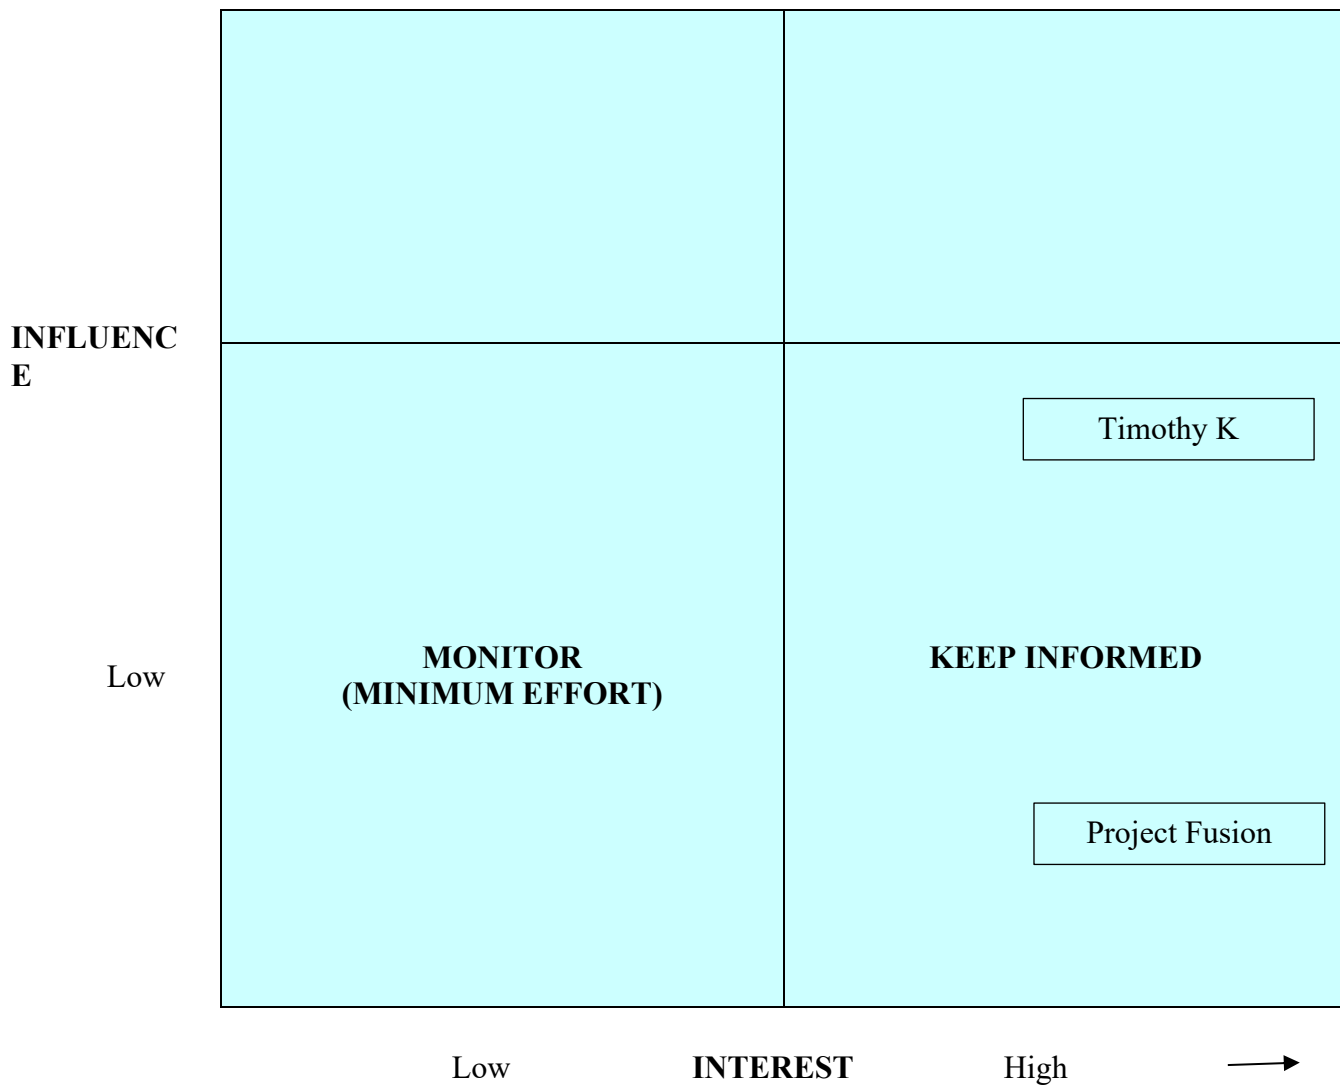 INFLUENC
E
Timothy K
Low
MONITOR
(MINIMUM EFFORT)
KEEP INFORMED
Project Fusion
Low
INTEREST
High